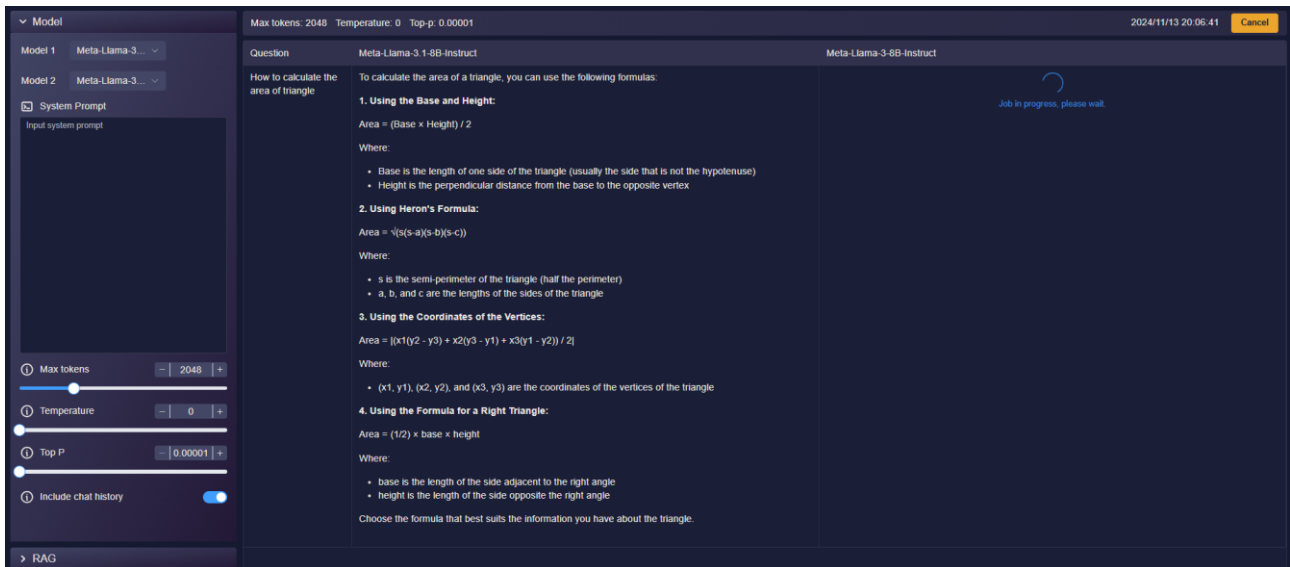 Model
Model 1 Meta-Llama-3...
Model 2 Meta-Llama-3...
System Prompt
Input system prompt
Max tokens - 2048 +
Temperature - 0 +
Top P - 0.00001 +
Include chat history
RAG
Max tokens: 2048 Temperature: 0 Top-p: 0.00001 2024/11/13 20:06:41 Cancel
Question Meta-Llama-3.1-8B-Instruct Meta-Llama-3-8B-Instruct
How to calculate the
area of triangle
To calculate the area of a triangle, you can use the following formulas:
1. Using the Base and Height:
Area = (Base × Height) / 2
Where:
• Base is the length of one side of the triangle (usually the side that is not the hypotenuse)
• Height is the perpendicular distance from the base to the opposite vertex
2. Using Heron's Formula:
Area = √(s(s-a)(s-b)(s-c))
Where:
• s is the semi-perimeter of the triangle (half the perimeter)
• a, b, and c are the lengths of the sides of the triangle
3. Using the Coordinates of the Vertices:
Area = |(x1(y2 - y3) + x2(y3 - y1) + x3(y1 - y2)) / 2|
Where:
• (x1, y1), (x2, y2), and (x3, y3) are the coordinates of the vertices of the triangle
4. Using the Formula for a Right Triangle:
Area = (1/2) × base × height
Where:
• base is the length of the side adjacent to the right angle
• height is the length of the side opposite the right angle
Choose the formula that best suits the information you have about the triangle.
Job in progress, please wait.